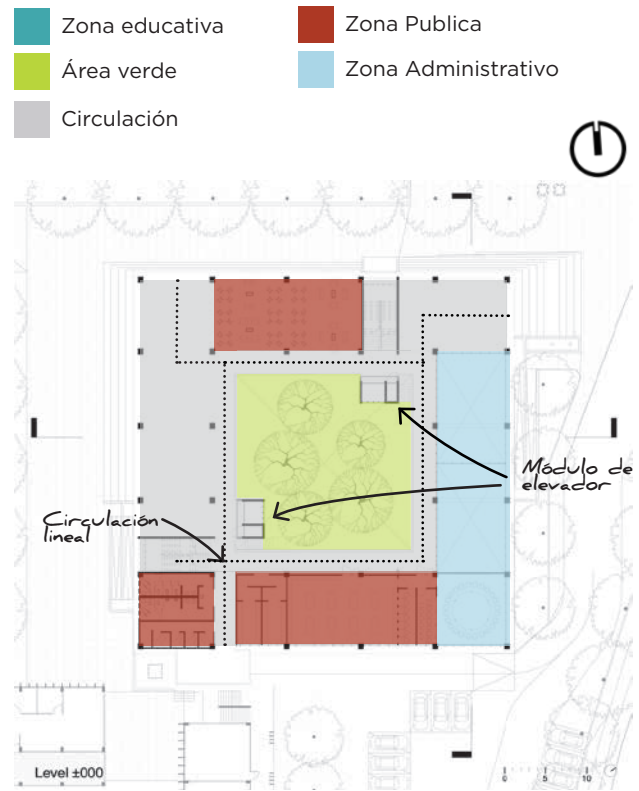 Zona educativa
Zona Publica
Área verde
Zona Administrativo
Circulación
Módulo de
elevador
Circulación
lineal
Level ±000
0 5 10